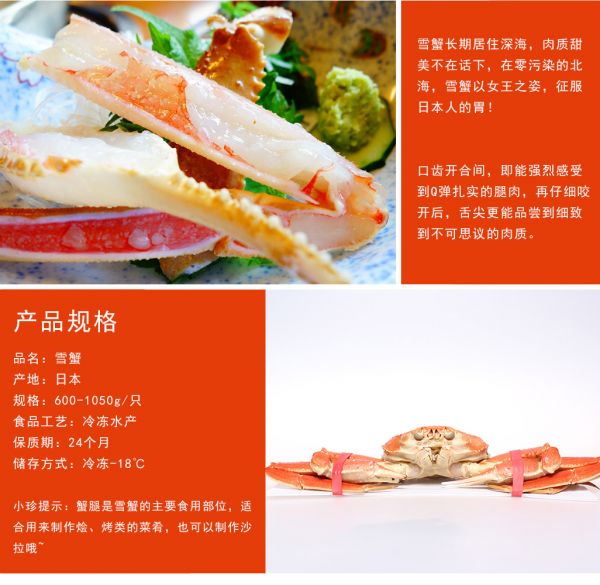 雪蟹长期居住深海，肉质甜
美不在话下，在零污染的北
海，雪蟹以女王之姿，征服
日本人的胃！
口齿开合间，即能强烈感受
到Q弹扎实的腿肉，再仔细咬
开后，舌尖更能品尝到细致
到不可思议的肉质。
产品规格
品名：雪蟹
产地：日本
规格：600-1050g/只
食品工艺：冷冻水产
保质期：24个月
储存方式：冷冻-18℃
小珍提示：蟹腿是雪蟹的主要食用部位，适
合用来制作烩、烤类的菜肴，也可以制作沙
拉哦~